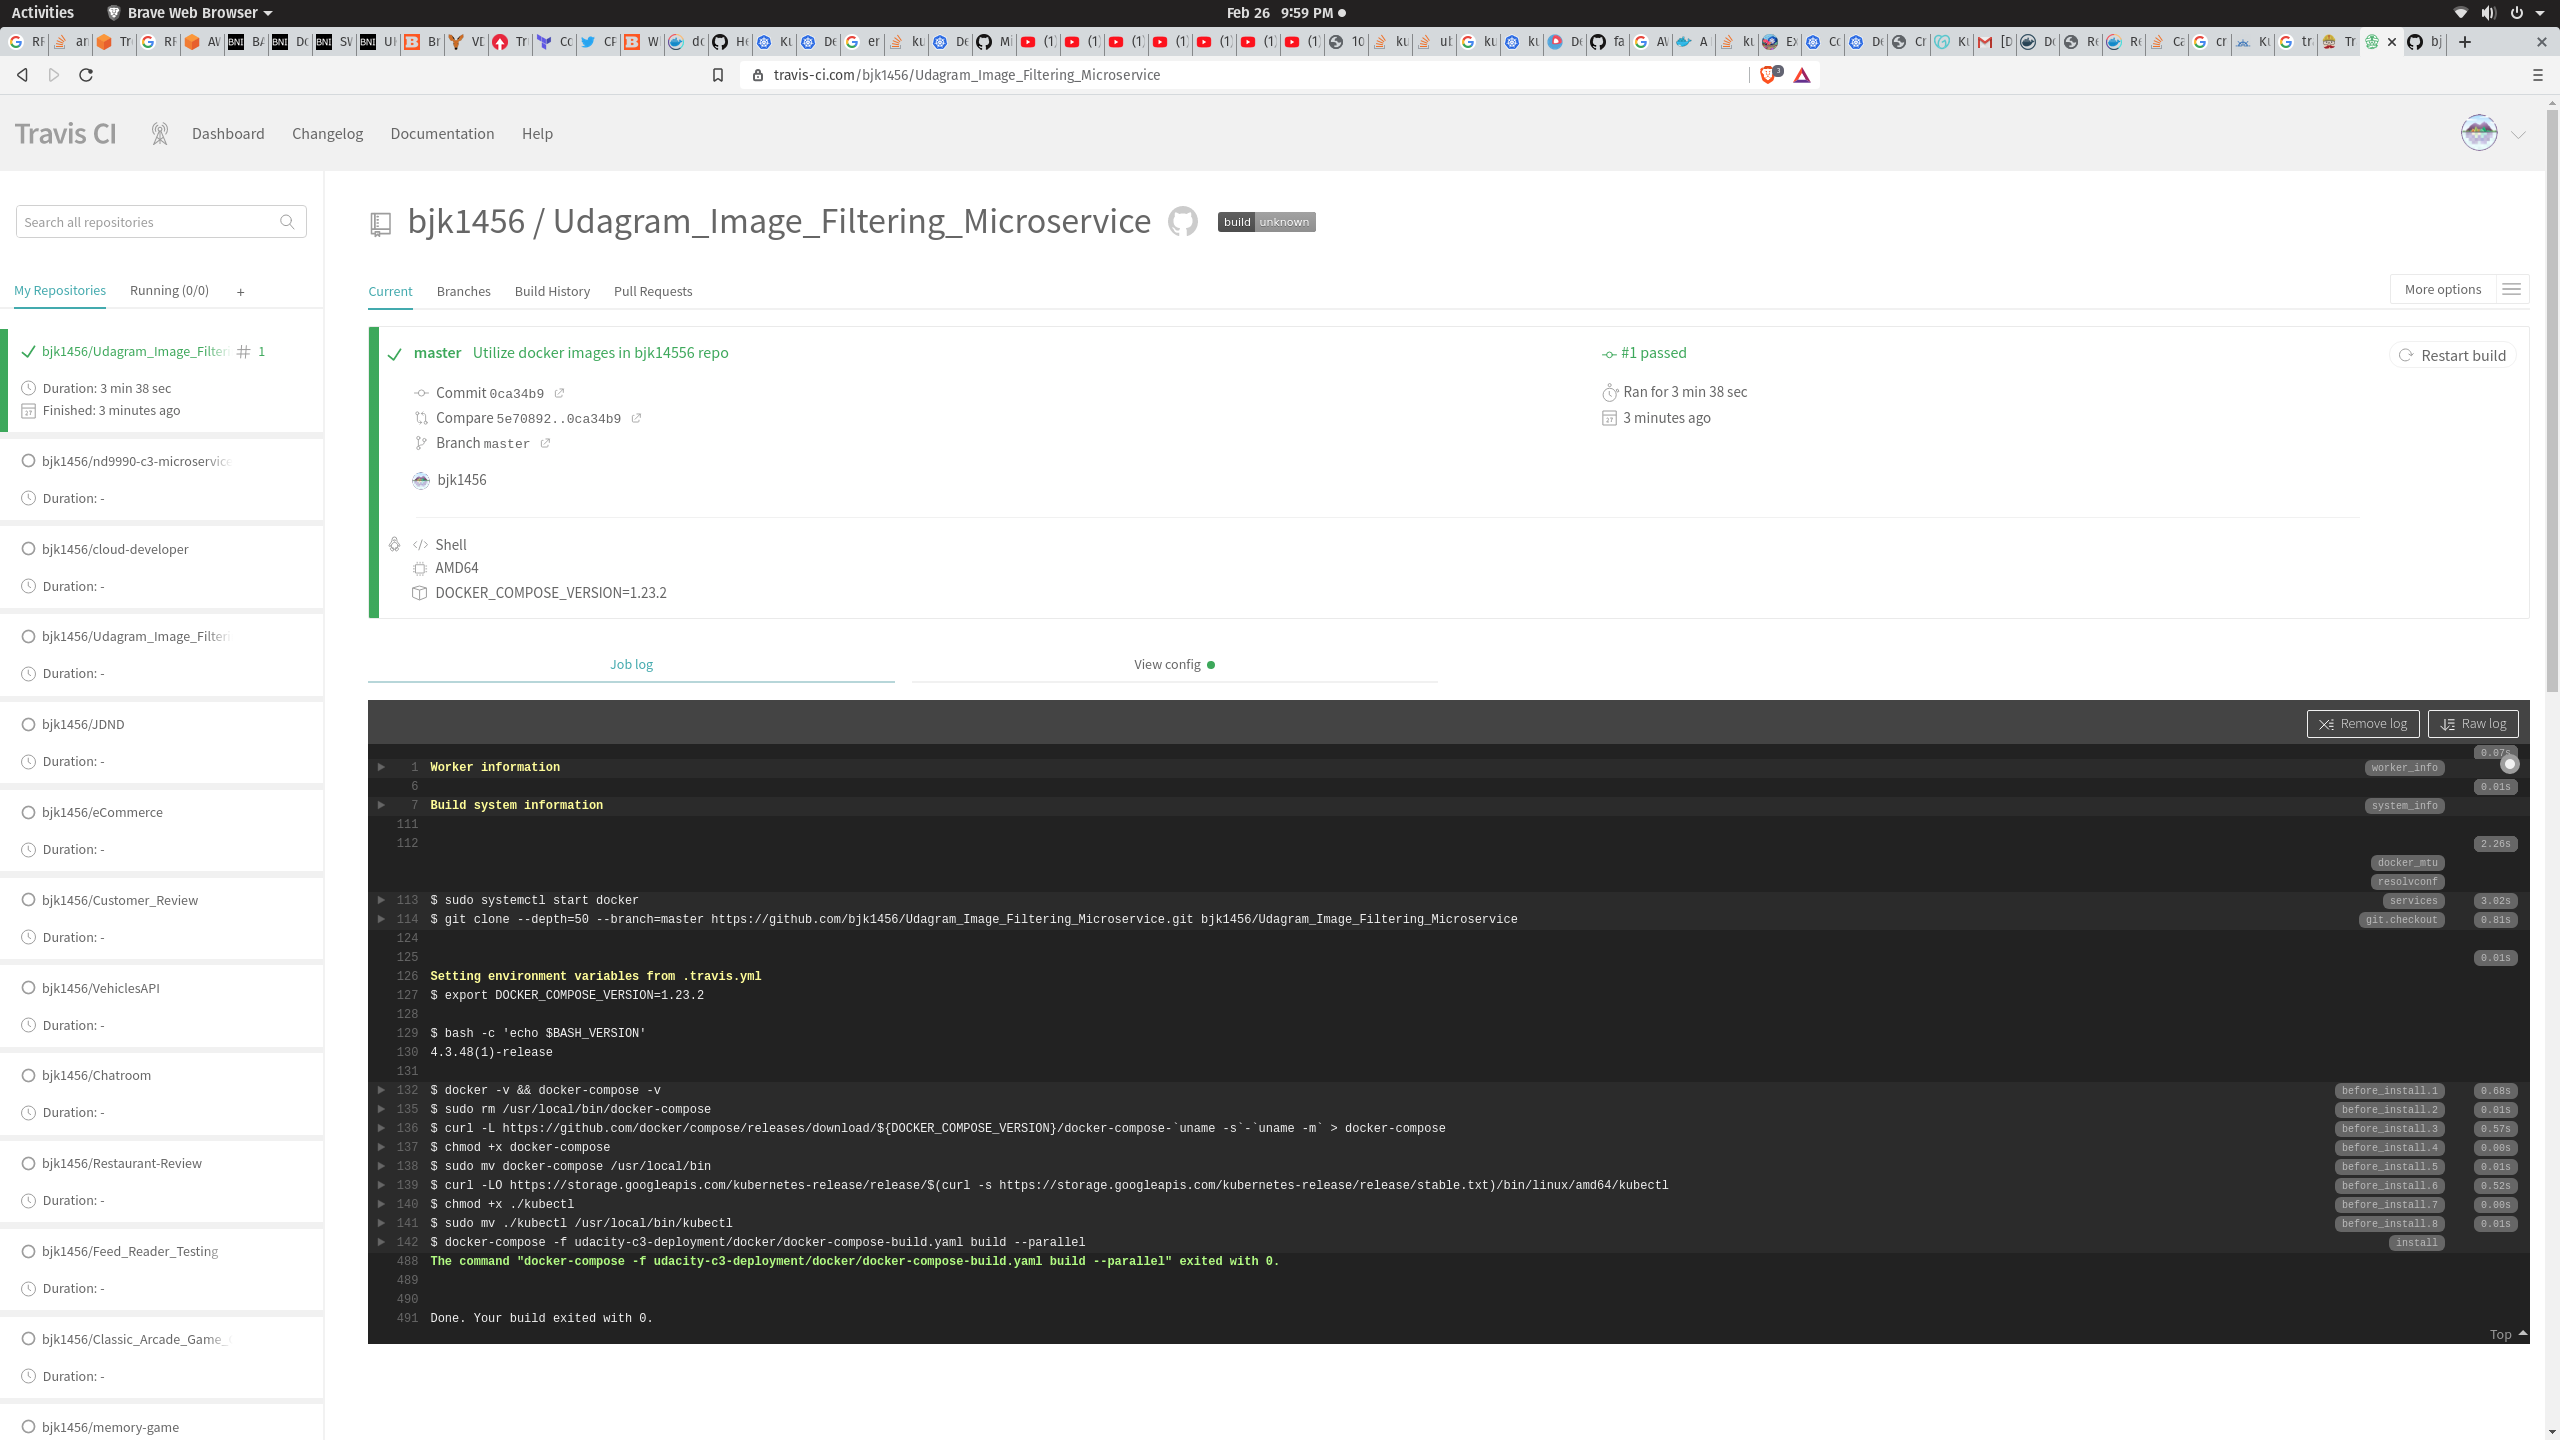 Activities
Brave Web Browser
Feb 26 9:59 PM
travis-ci.com/bjk1456/Udagram_Image_Filtering_Microservice
3
Travis CI
Dashboard
Changelog
Documentation
Help
Search all repositories
My Repositories
Running (0/0)
+
bjk1456/Udagram_Image_Filteri
# 1
Duration: 3 min 38 sec
Finished: 3 minutes ago
bjk1456/nd9990-c3-microservice
Duration: -
bjk1456/cloud-developer
Duration: -
bjk1456/Udagram_Image_Filteri
Duration: -
bjk1456/JDND
Duration: -
bjk1456/eCommerce
Duration: -
bjk1456/Customer_Review
Duration: -
bjk1456/VehiclesAPI
Duration: -
bjk1456/Chatroom
Duration: -
bjk1456/Restaurant-Review
Duration: -
bjk1456/Feed_Reader_Testing
Duration: -
bjk1456/Classic_Arcade_Game_
Duration: -
bjk1456/memory-game
bjk1456 / Udagram_Image_Filtering_Microservice
build unknown
Current
Branches
Build History
Pull Requests
More options
master Utilize docker images in bjk14556 repo
#1 passed
Restart build
Commit 0ca34b9
Ran for 3 min 38 sec
Compare 5e70892..0ca34b9
3 minutes ago
Branch master
bjk1456
Shell
AMD64
DOCKER_COMPOSE_VERSION=1.23.2
Job log
View config
Remove log
Raw log
0.07s
1 Worker information worker_info
6 0.01s
7 Build system information system_info
111
112 2.26s
docker_mtu
resolvconf
113 $ sudo systemctl start docker services 3.02s
114 $ git clone --depth=50 --branch=master https://github.com/bjk1456/Udagram_Image_Filtering_Microservice.git bjk1456/Udagram_Image_Filtering_Microservice git.checkout 0.81s
124
125 0.01s
126 Setting environment variables from .travis.yml
127 $ export DOCKER_COMPOSE_VERSION=1.23.2
128
129 $ bash -c 'echo $BASH_VERSION'
130 4.3.48(1)-release
131
132 $ docker -v && docker-compose -v before_install.1 0.68s
135 $ sudo rm /usr/local/bin/docker-compose before_install.2 0.01s
136 $ curl -L https://github.com/docker/compose/releases/download/${DOCKER_COMPOSE_VERSION}/docker-compose-`uname -s`-`uname -m` > docker-compose before_install.3 0.57s
137 $ chmod +x docker-compose before_install.4 0.00s
138 $ sudo mv docker-compose /usr/local/bin before_install.5 0.01s
139 $ curl -LO https://storage.googleapis.com/kubernetes-release/release/$(curl -s https://storage.googleapis.com/kubernetes-release/release/stable.txt)/bin/linux/amd64/kubectl before_install.6 0.52s
140 $ chmod +x ./kubectl before_install.7 0.00s
141 $ sudo mv ./kubectl /usr/local/bin/kubectl before_install.8 0.01s
142 $ docker-compose -f udacity-c3-deployment/docker/docker-compose-build.yaml build --parallel install
488 The command "docker-compose -f udacity-c3-deployment/docker/docker-compose-build.yaml build --parallel" exited with 0.
489
490
491 Done. Your build exited with 0.
Top